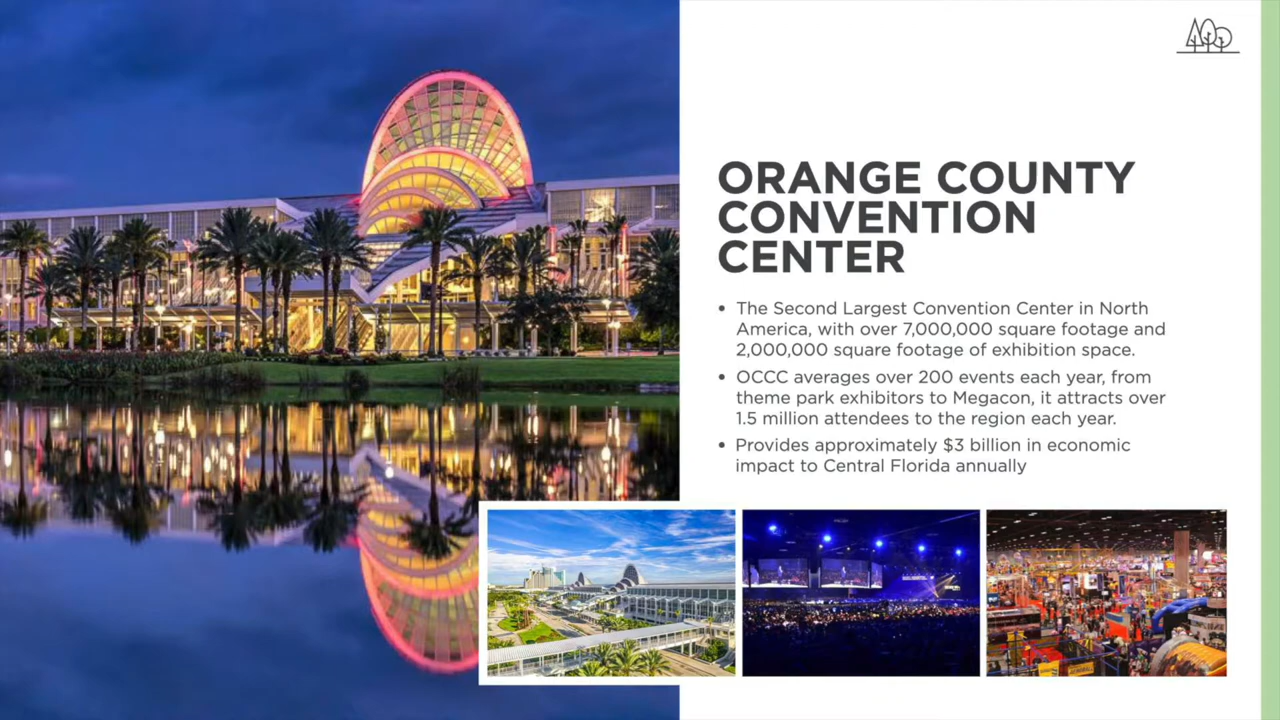 ORANGE COUNTY
CONVENTION
CENTER
• The Second Largest Convention Center in North
America, with over 7,000,000 square footage and
2,000,000 square footage of exhibition space.
• OCCC averages over 200 events each year, from
theme park exhibitors to Megacon, it attracts over
1.5 million attendees to the region each year.
• Provides approximately $3 billion in economic
impact to Central Florida annually